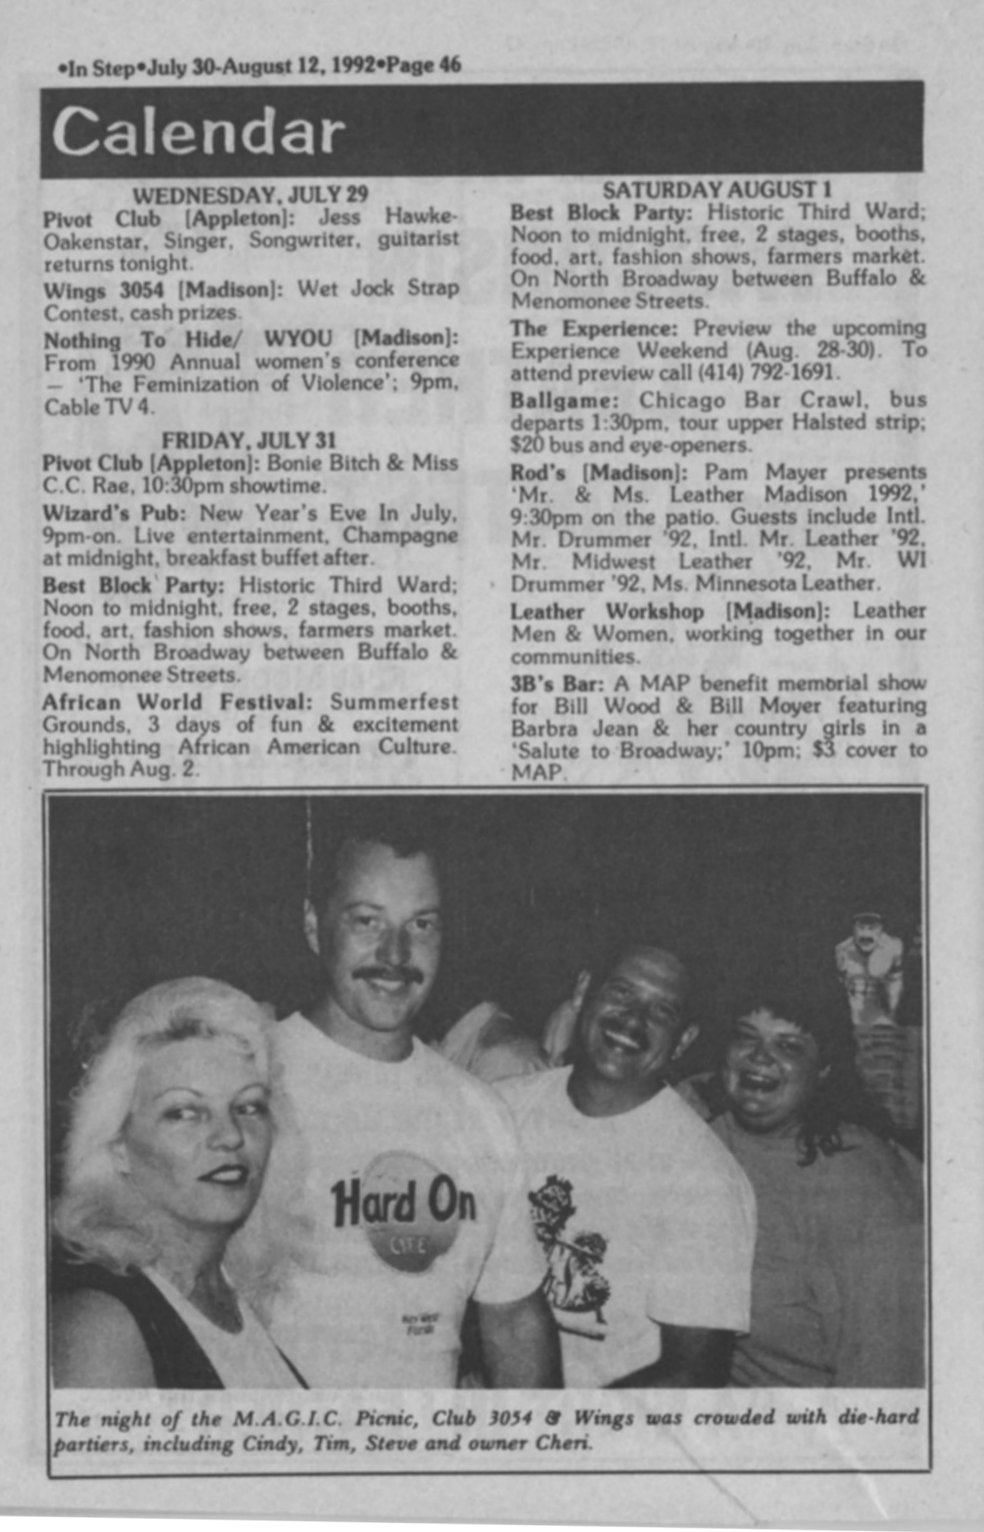 •In Step•July 30-August 12, 1992•Page 46
Calendar
WEDNESDAY, JULY 29
Pivot Club [Appleton]: Jess Hawke-
Oakenstar, Singer, Songwriter, guitarist
returns tonight.
Wings 3054 [Madison]: Wet Jock Strap
Contest, cash prizes.
Nothing To Hide/ WYOU [Madison]:
From 1990 Annual women's conference
— 'The Feminization of Violence'; 9pm,
Cable TV 4.
FRIDAY, JULY 31
Pivot Club [Appleton]: Bonie Bitch & Miss
C.C. Rae, 10:30pm showtime.
Wizard's Pub: New Year's Eve In July,
9pm-on. Live entertainment, Champagne
at midnight, breakfast buffet after.
Best Block Party: Historic Third Ward;
Noon to midnight, free, 2 stages, booths,
food, art, fashion shows, farmers market.
On North Broadway between Buffalo &
Menomonee Streets.
African World Festival: Summerfest
Grounds, 3 days of fun & excitement
highlighting African American Culture.
Through Aug. 2.
SATURDAY AUGUST 1
Best Block Party: Historic Third Ward;
Noon to midnight, free, 2 stages, booths,
food, art, fashion shows, farmers market.
On North Broadway between Buffalo &
Menomonee Streets.
The Experience: Preview the upcoming
Experience Weekend (Aug. 28-30). To
attend preview call (414) 792-1691.
Ballgame: Chicago Bar Crawl, bus
departs 1:30pm, tour upper Halsted strip;
$20 bus and eye-openers.
Rod's [Madison]: Pam Mayer presents
'Mr. & Ms. Leather Madison 1992,'
9:30pm on the patio. Guests include Intl.
Mr. Drummer '92, Intl. Mr. Leather '92,
Mr. Midwest Leather '92, Mr. WI
Drummer '92, Ms. Minnesota Leather.
Leather Workshop [Madison]: Leather
Men & Women, working together in our
communities.
3B's Bar: A MAP benefit memorial show
for Bill Wood & Bill Moyer featuring
Barbra Jean & her country girls in a
'Salute to Broadway;' 10pm; $3 cover to
MAP.
Hard On
The night of the M.A.G.I.C. Picnic, Club 3054 & Wings was crowded with die-hard
partiers, including Cindy, Tim, Steve and owner Cheri.